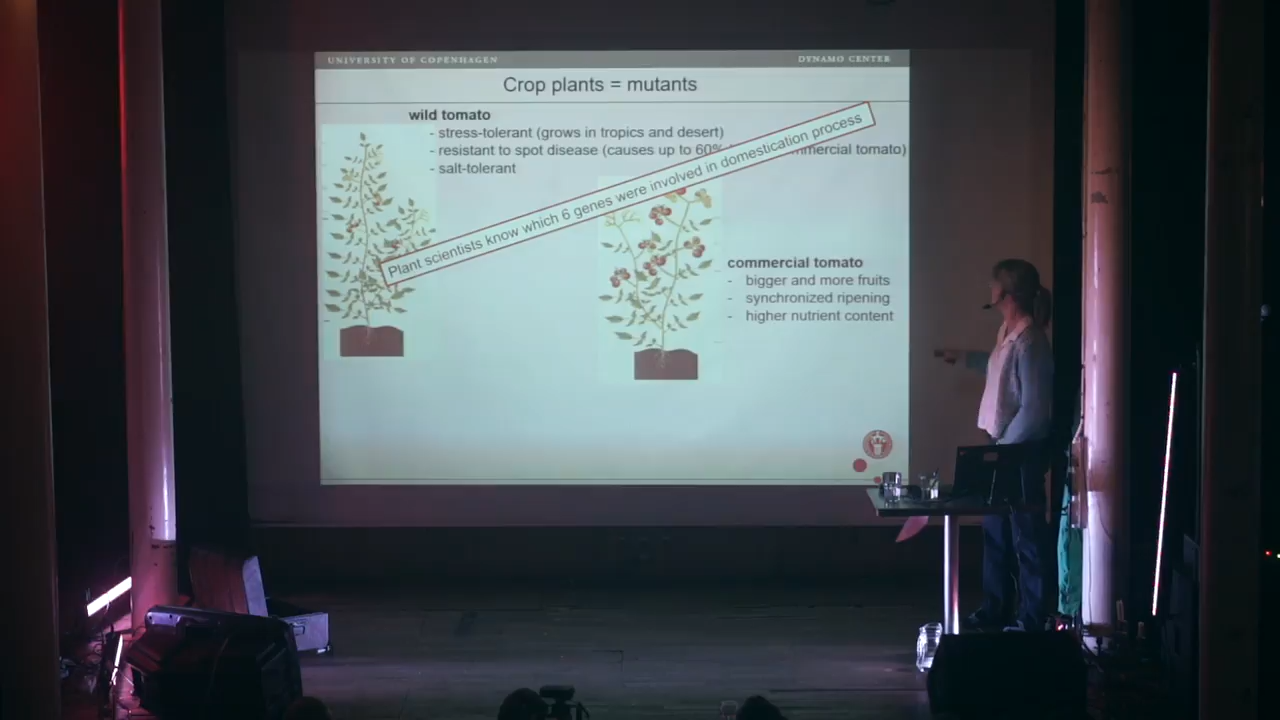 UNIVERSITY OF COPENHAGEN
DYNAMO CENTER
Crop plants = mutants
wild tomato
- stress-tolerant (grows in tropics and desert)
- resistant to spot disease (causes up to 60% mmercial tomato)
- salt-tolerant
Plant scientists know which 6 genes were involved in domestication process
commercial tomato
- bigger and more fruits
- synchronized ripening
- higher nutrient content